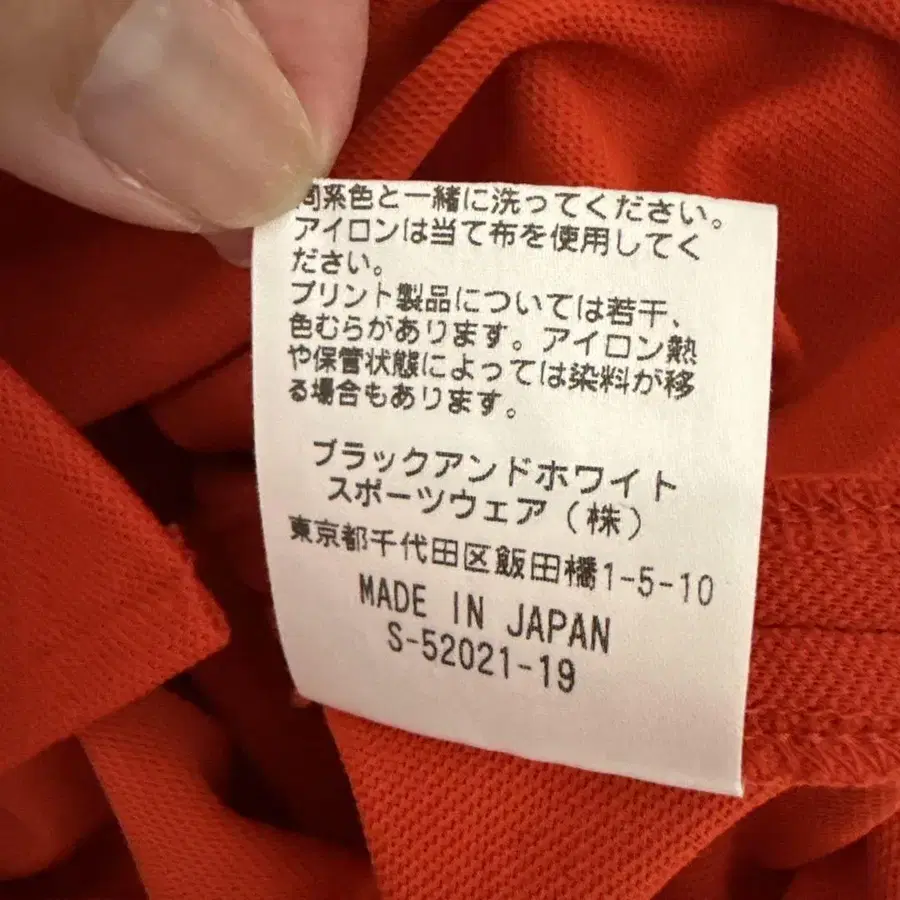 同系色と一緒に洗ってください。
アイロンは当て布を使用してく
ださい。
プリント製品については若干、
色むらがあります。アイロン熱
や保管状態によっては染料が移
る場合もあります。
ブラックアンドホワイト
スポーツウェア(株)
東京都千代田区飯田橋1-5-10
MADE IN JAPAN
S-52021-19